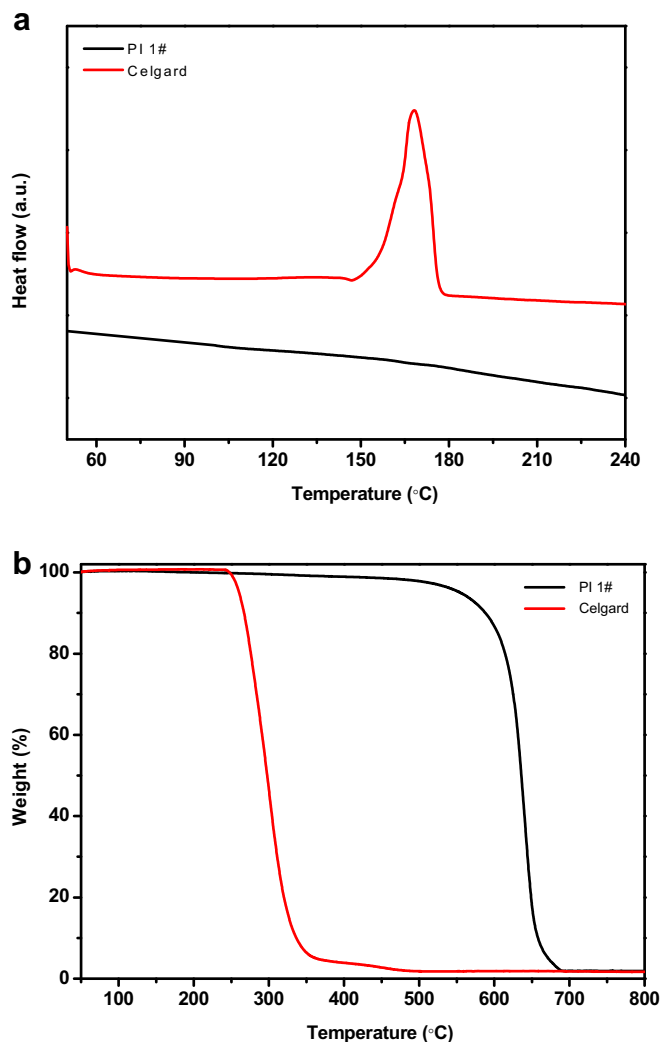 a
PI 1#
Celgard
Heat flow (a.u.)
60 90 120 150 180 210 240
Temperature (°C)
b
100
80
60
40
20
0
PI 1#
Celgard
Weight (%)
100 200 300 400 500 600 700 800
Temperature (°C)